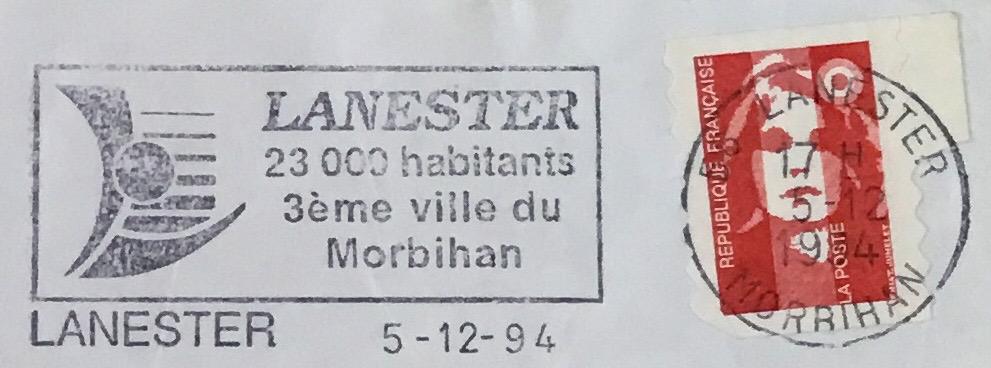 LANESTER
23 000 habitants
3ème ville du
Morbihan
LANESTER 5-12-94
RÉPUBLIQUE FRANÇAISE
LA POSTE
LANESTER
17 H
5-12
1994
MORBIHAN